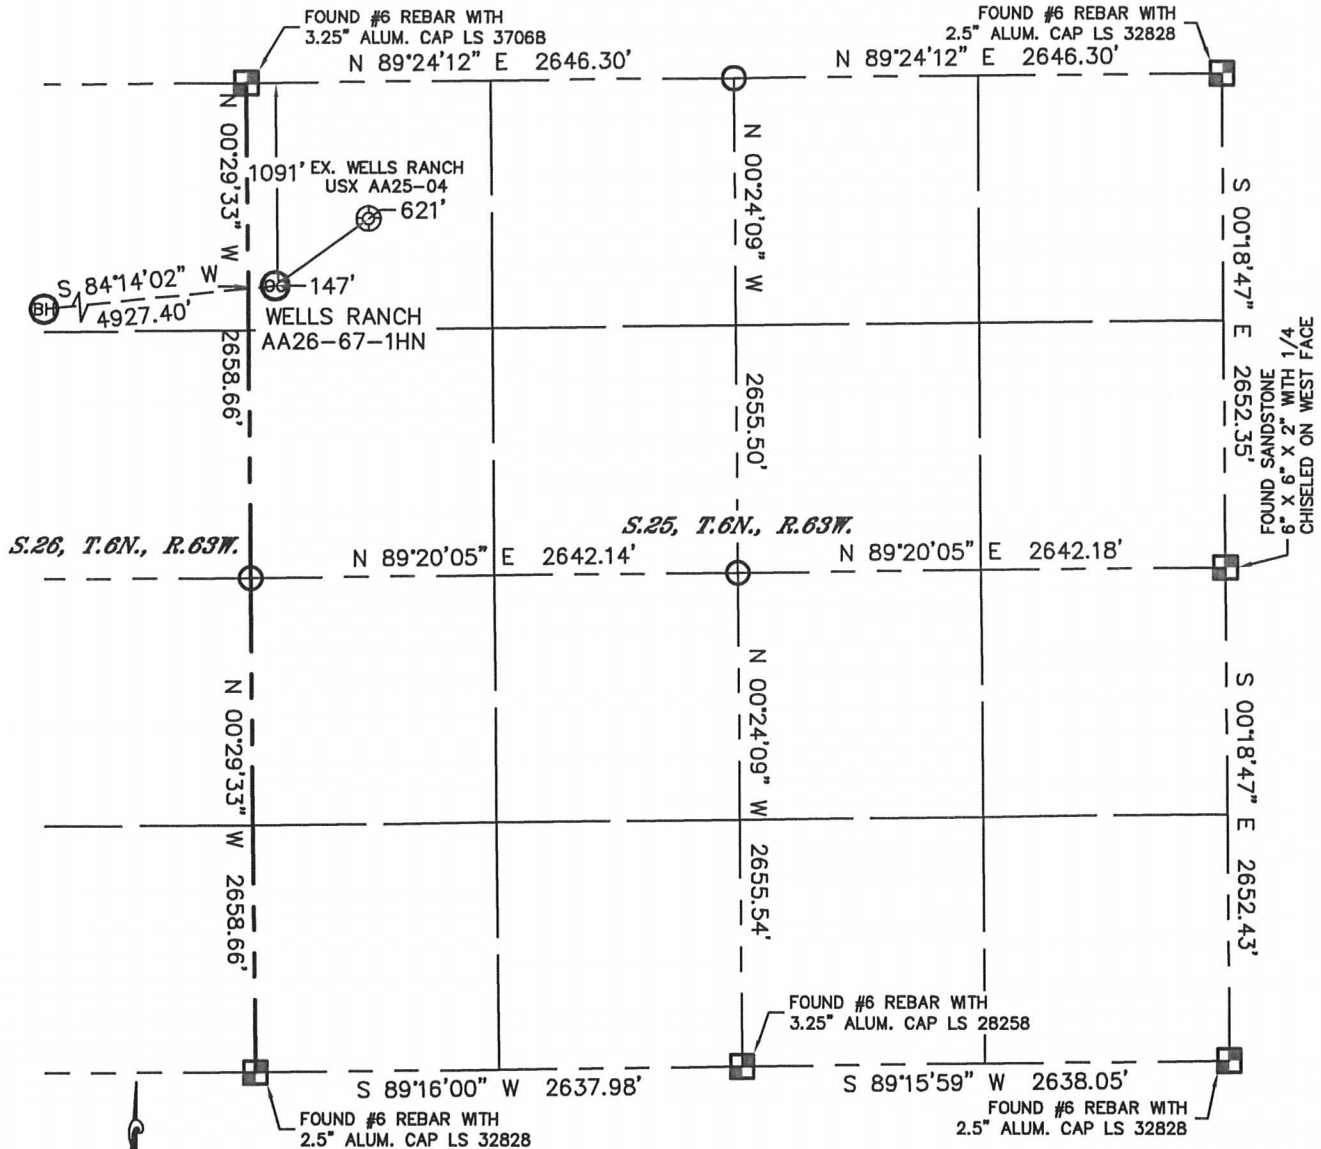 FOUND #6 REBAR WITH
3.25" ALUM. CAP LS 37068
FOUND #6 REBAR WITH
2.5" ALUM. CAP LS 32828
N 89°24'12" E 2646.30'
N 89°24'12" E 2646.30'
N 00°29'33" W 2658.66'
1091'
EX. WELLS RANCH
USX AA25-04
621'
N 00°24'09" W 2655.50'
S 00°18'47" E 2652.35'
S 84°14'02" W
4927.40'
BH
OG
147'
WELLS RANCH
AA26-67-1HN
FOUND SANDSTONE
6" X 6" X 2" WITH 1/4
CHISELED ON WEST FACE
S.26, T.6N., R.63W.
S.25, T.6N., R.63W.
N 89°20'05" E 2642.14'
N 89°20'05" E 2642.18'
N 00°29'33" W 2658.66'
N 00°24'09" W 2655.54'
S 00°18'47" E 2652.43'
FOUND #6 REBAR WITH
3.25" ALUM. CAP LS 28258
S 89°16'00" W 2637.98'
S 89°15'59" W 2638.05'
FOUND #6 REBAR WITH
2.5" ALUM. CAP LS 32828
FOUND #6 REBAR WITH
2.5" ALUM. CAP LS 32828